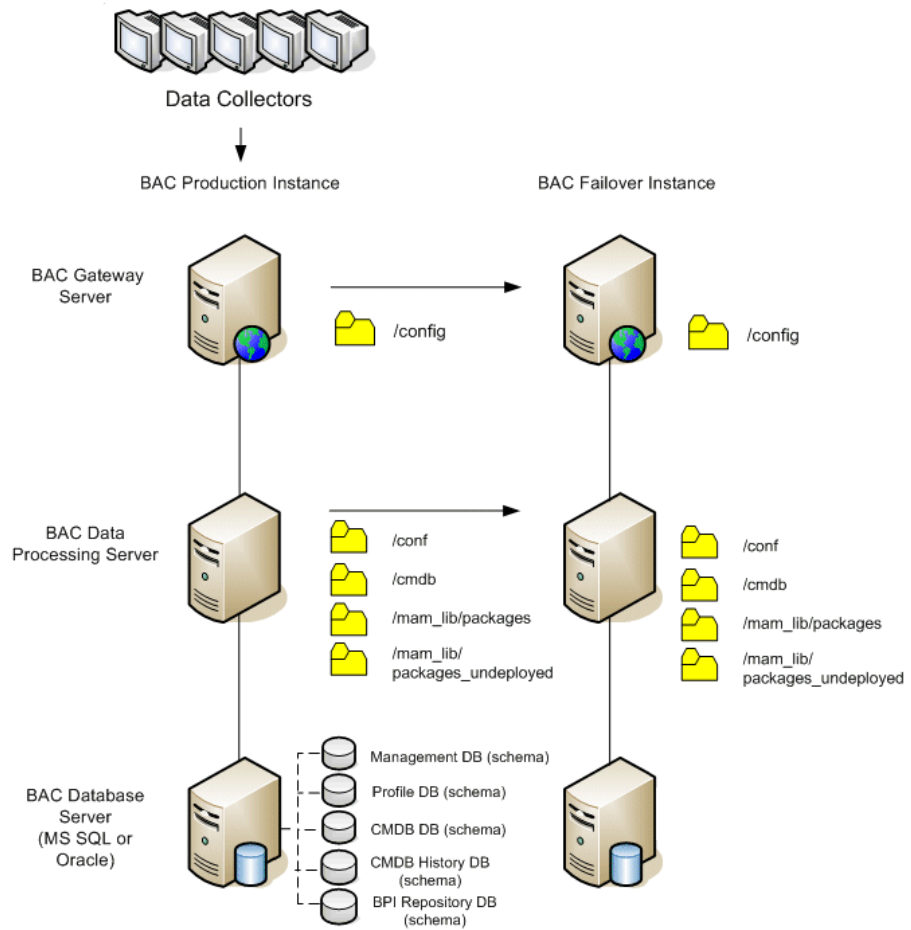 Data Collectors
BAC Production Instance
BAC Failover Instance
BAC Gateway
Server
/config
/config
BAC Data
Processing Server
/conf
/cmdb
/mam_lib/packages
/mam_lib/
packages_undeployed
/conf
/cmdb
/mam_lib/packages
/mam_lib/
packages_undeployed
BAC Database
Server
(MS SQL or
Oracle)
Management DB (schema)
Profile DB (schema)
CMDB DB (schema)
CMDB History DB
(schema)
BPI Repository DB
(schema)